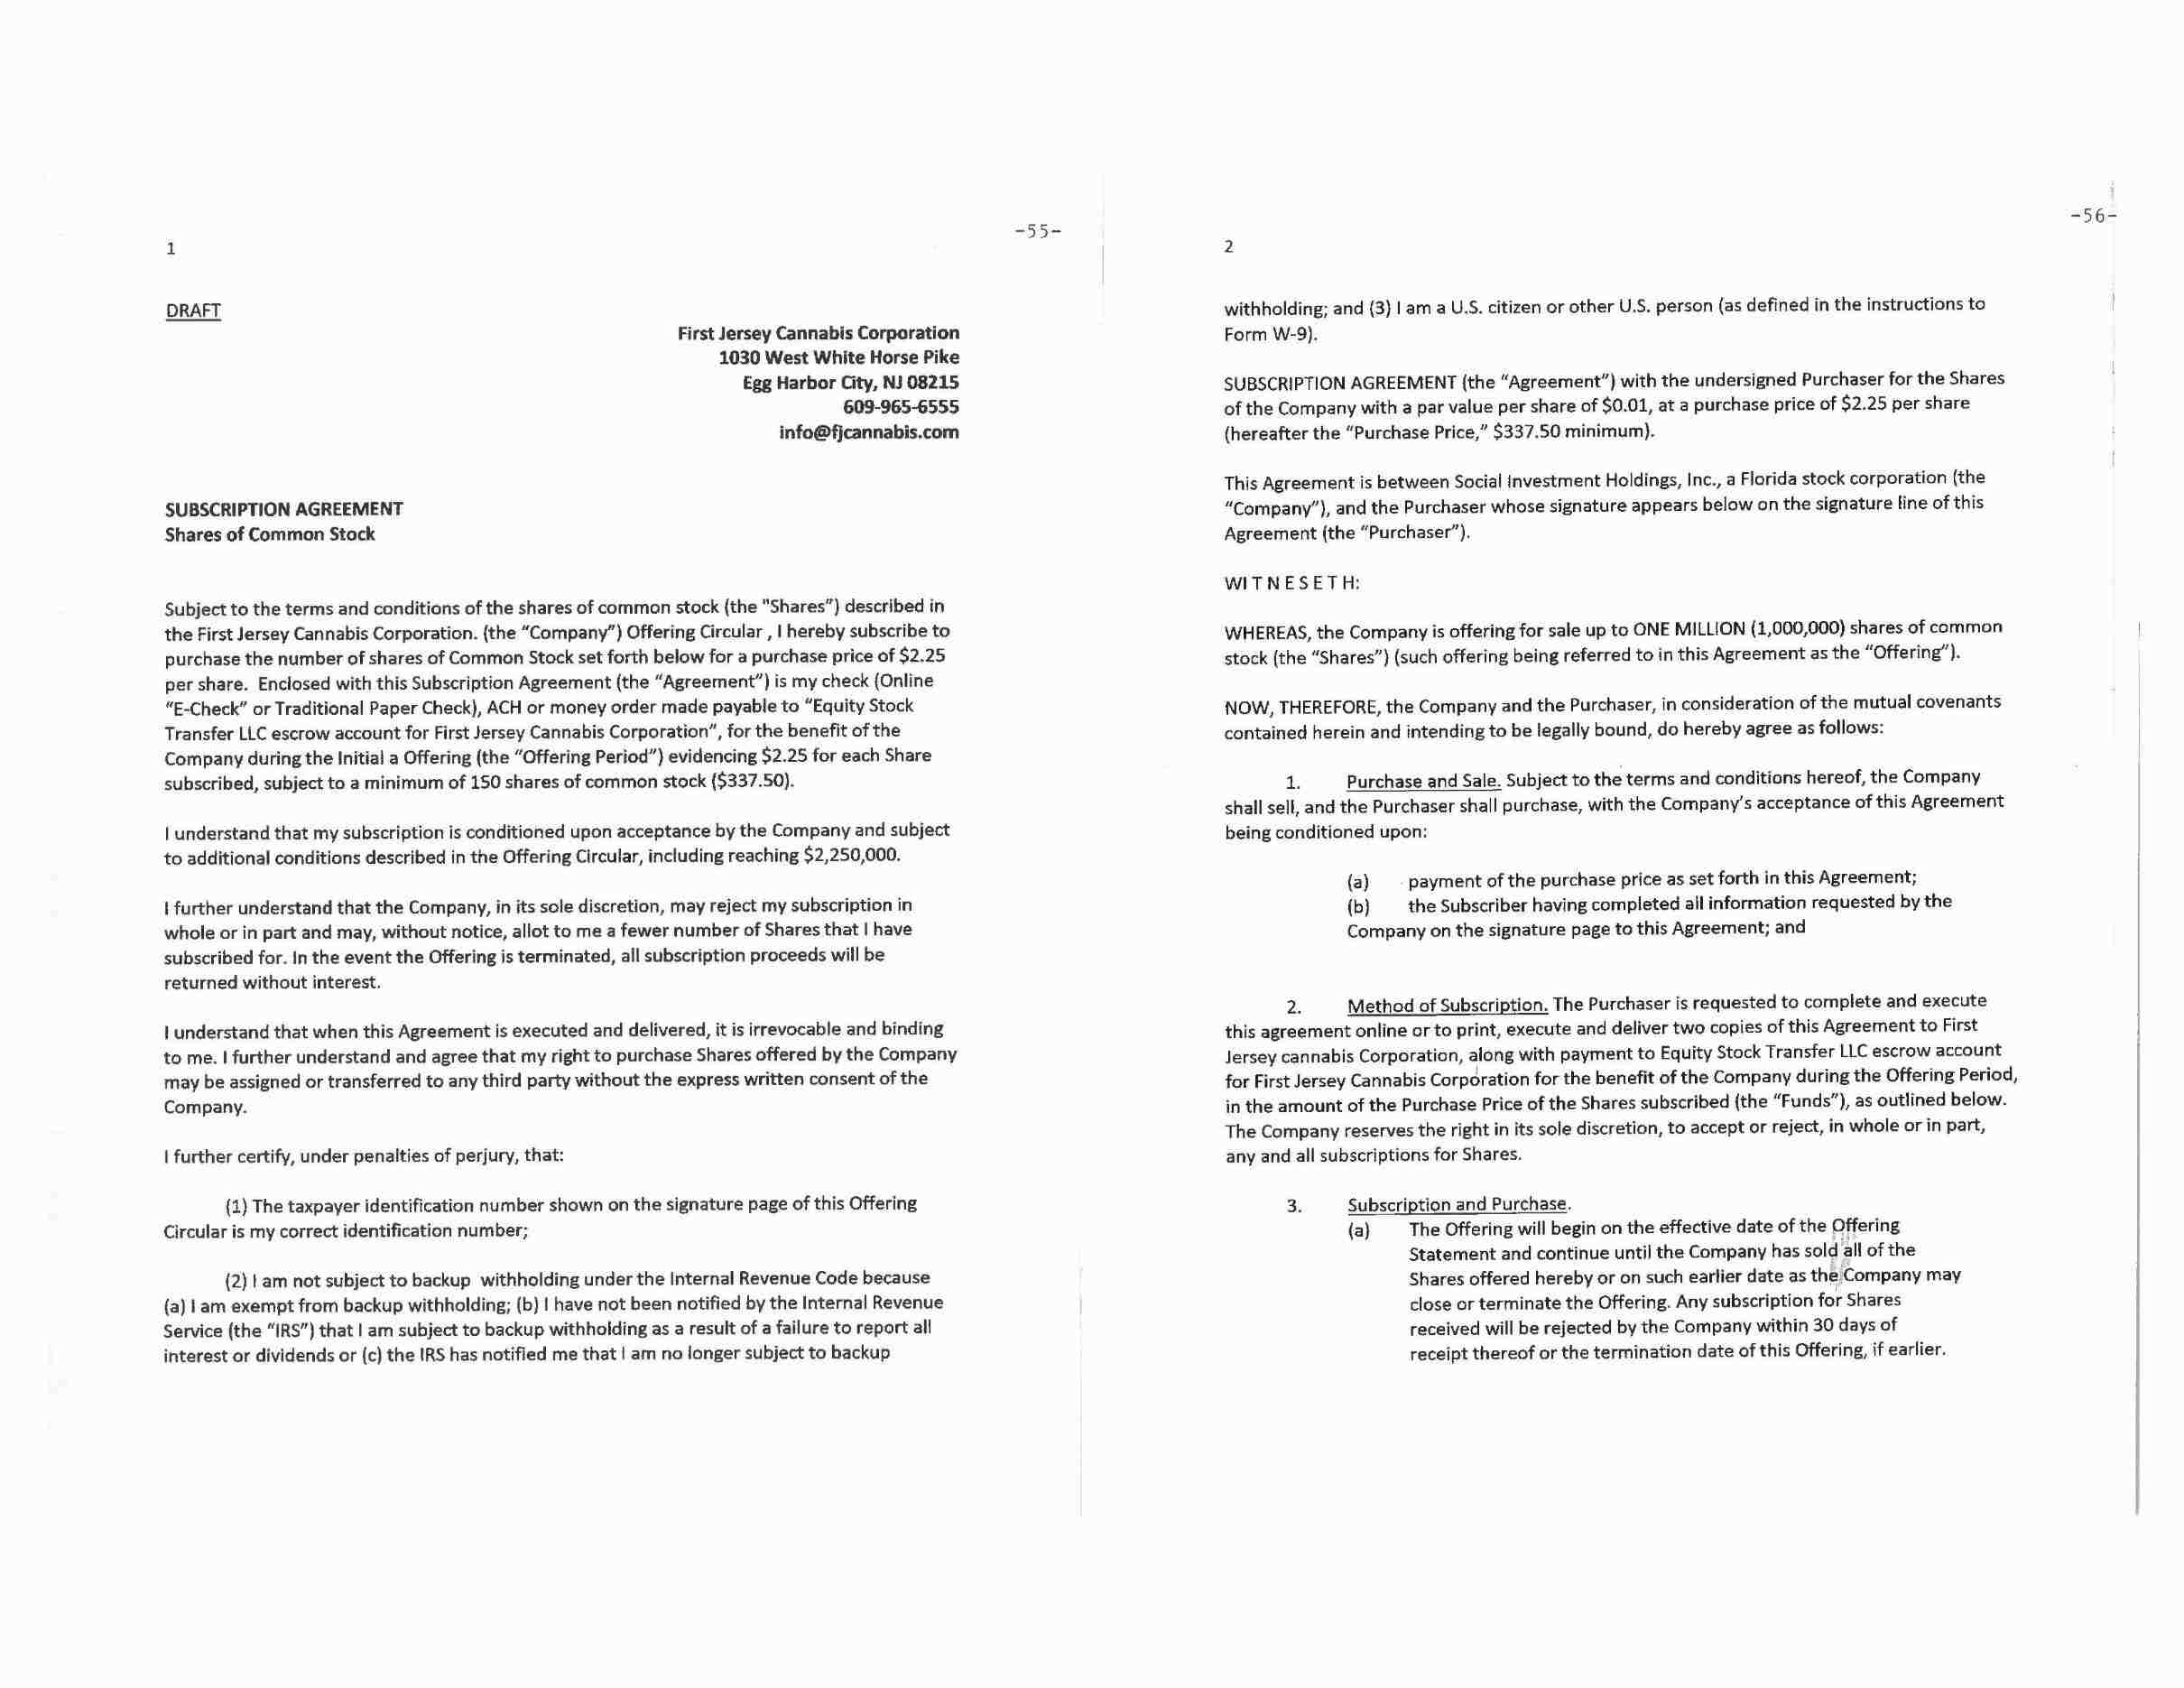 -55-
1
DRAFT
First Jersey Cannabis Corporation
1030 West White Horse Pike
Egg Harbor City, NJ 08215
609-965-6555
info@fjcannabis.com
SUBSCRIPTION AGREEMENT
Shares of Common Stock
Subject to the terms and conditions of the shares of common stock (the "Shares") described in
the First Jersey Cannabis Corporation. (the “Company”) Offering Circular , I hereby subscribe to
purchase the number of shares of Common Stock set forth below for a purchase price of $2.25
per share. Enclosed with this Subscription Agreement (the “Agreement”) is my check (Online
“E-Check” or Traditional Paper Check), ACH or money order made payable to “Equity Stock
Transfer LLC escrow account for First Jersey Cannabis Corporation”, for the benefit of the
Company during the Initial a Offering (the “Offering Period”) evidencing $2.25 for each Share
subscribed, subject to a minimum of 150 shares of common stock ($337.50).
I understand that my subscription is conditioned upon acceptance by the Company and subject
to additional conditions described in the Offering Circular, including reaching $2,250,000.
I further understand that the Company, in its sole discretion, may reject my subscription in
whole or in part and may, without notice, allot to me a fewer number of Shares that I have
subscribed for. In the event the Offering is terminated, all subscription proceeds will be
returned without interest.
I understand that when this Agreement is executed and delivered, it is irrevocable and binding
to me. I further understand and agree that my right to purchase Shares offered by the Company
may be assigned or transferred to any third party without the express written consent of the
Company.
I further certify, under penalties of perjury, that:
(1) The taxpayer identification number shown on the signature page of this Offering
Circular is my correct identification number;
(2) I am not subject to backup withholding under the Internal Revenue Code because
(a) I am exempt from backup withholding; (b) I have not been notified by the Internal Revenue
Service (the “IRS”) that I am subject to backup withholding as a result of a failure to report all
interest or dividends or (c) the IRS has notified me that I am no longer subject to backup
-56-
2
withholding; and (3) I am a U.S. citizen or other U.S. person (as defined in the instructions to
Form W-9).
SUBSCRIPTION AGREEMENT (the “Agreement”) with the undersigned Purchaser for the Shares
of the Company with a par value per share of $0.01, at a purchase price of $2.25 per share
(hereafter the “Purchase Price,” $337.50 minimum).
This Agreement is between Social Investment Holdings, Inc., a Florida stock corporation (the
“Company”), and the Purchaser whose signature appears below on the signature line of this
Agreement (the “Purchaser”).
W I T N E S E T H:
WHEREAS, the Company is offering for sale up to ONE MILLION (1,000,000) shares of common
stock (the “Shares”) (such offering being referred to in this Agreement as the “Offering”).
NOW, THEREFORE, the Company and the Purchaser, in consideration of the mutual covenants
contained herein and intending to be legally bound, do hereby agree as follows:
1. Purchase and Sale. Subject to the terms and conditions hereof, the Company
shall sell, and the Purchaser shall purchase, with the Company’s acceptance of this Agreement
being conditioned upon:
(a) payment of the purchase price as set forth in this Agreement;
(b) the Subscriber having completed all information requested by the
Company on the signature page to this Agreement; and
2. Method of Subscription. The Purchaser is requested to complete and execute
this agreement online or to print, execute and deliver two copies of this Agreement to First
Jersey cannabis Corporation, along with payment to Equity Stock Transfer LLC escrow account
for First Jersey Cannabis Corporation for the benefit of the Company during the Offering Period,
in the amount of the Purchase Price of the Shares subscribed (the “Funds”), as outlined below.
The Company reserves the right in its sole discretion, to accept or reject, in whole or in part,
any and all subscriptions for Shares.
3. Subscription and Purchase.
(a) The Offering will begin on the effective date of the Offering
Statement and continue until the Company has sold all of the
Shares offered hereby or on such earlier date as the Company may
close or terminate the Offering. Any subscription for Shares
received will be rejected by the Company within 30 days of
receipt thereof or the termination date of this Offering, if earlier.